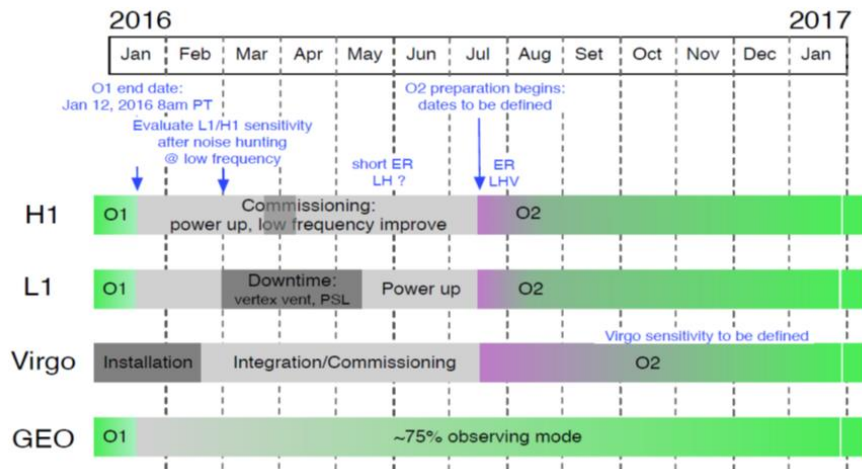 2016 2017
Jan Feb Mar Apr May Jun Jul Aug Set Oct Nov Dec Jan
O1 end date:
Jan 12, 2016 8am PT
O2 preparation begins:
dates to be defined
Evaluate L1/H1 sensitivity
after noise hunting
@ low frequency
short ER
LH ?
ER
LHV
H1
O1
Commissioning:
power up, low frequency improve
O2
L1
O1
Downtime:
vertex vent, PSL
Power up
O2
Virgo sensitivity to be defined
Virgo
Installation
Integration/Commissioning
O2
GEO
O1
~75% observing mode